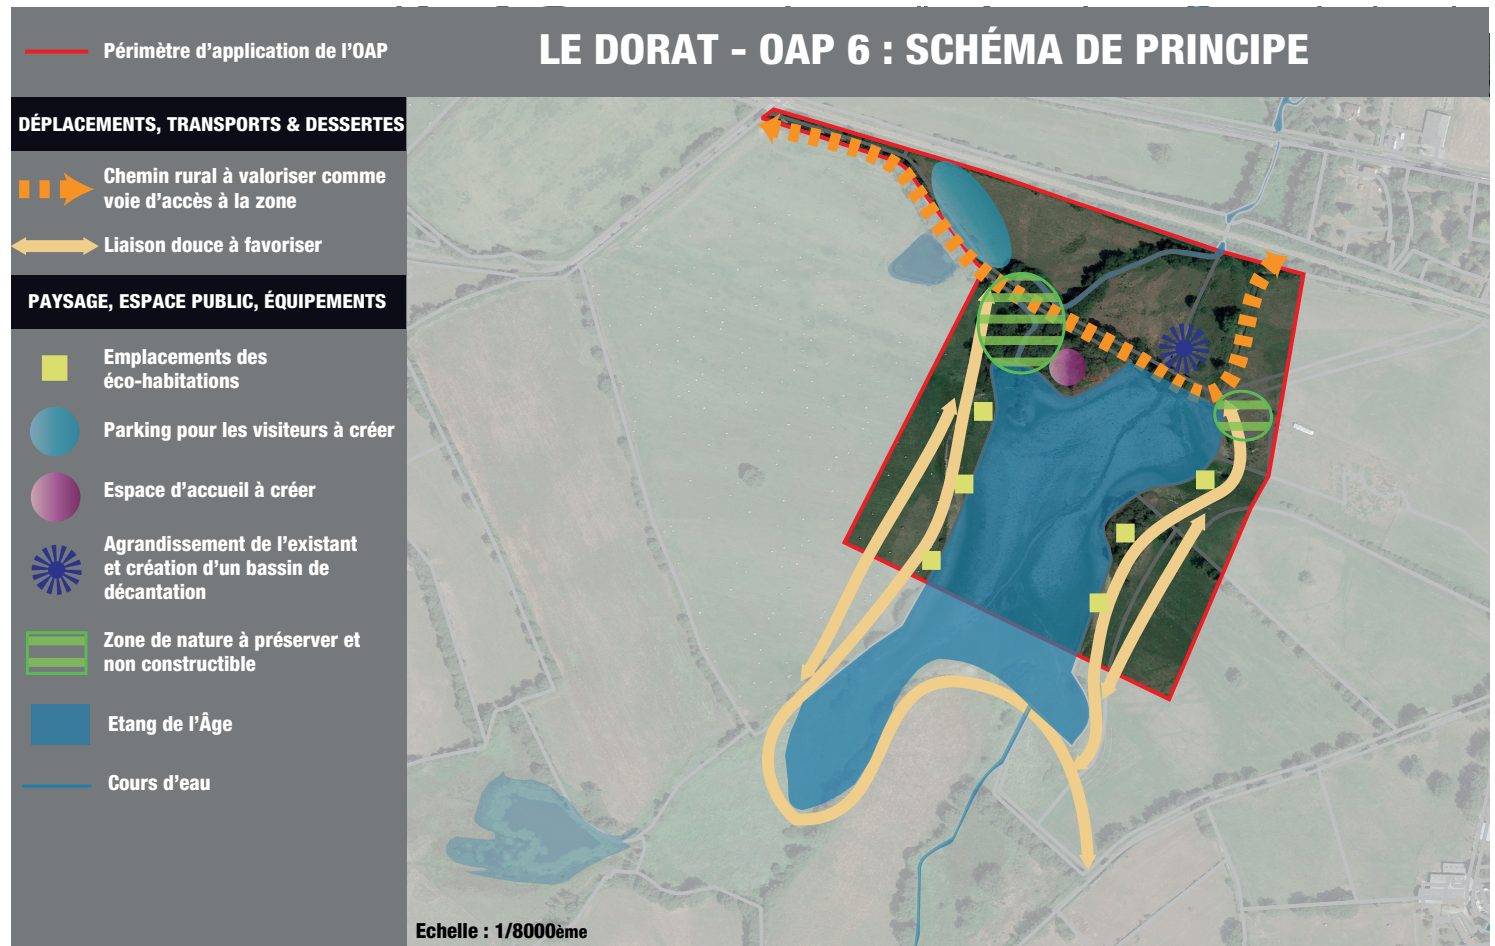 Périmètre d'application de l'OAP
LE DORAT - OAP 6 : SCHÉMA DE PRINCIPE
DÉPLACEMENTS, TRANSPORTS & DESSERTES
Chemin rural à valoriser comme
voie d'accès à la zone
Liaison douce à favoriser
PAYSAGE, ESPACE PUBLIC, ÉQUIPEMENTS
Emplacements des
éco-habitations
Parking pour les visiteurs à créer
Espace d'accueil à créer
Agrandissement de l'existant
et création d'un bassin de
décantation
Zone de nature à préserver et
non constructible
Etang de l'Âge
Cours d'eau
Echelle : 1/8000ème